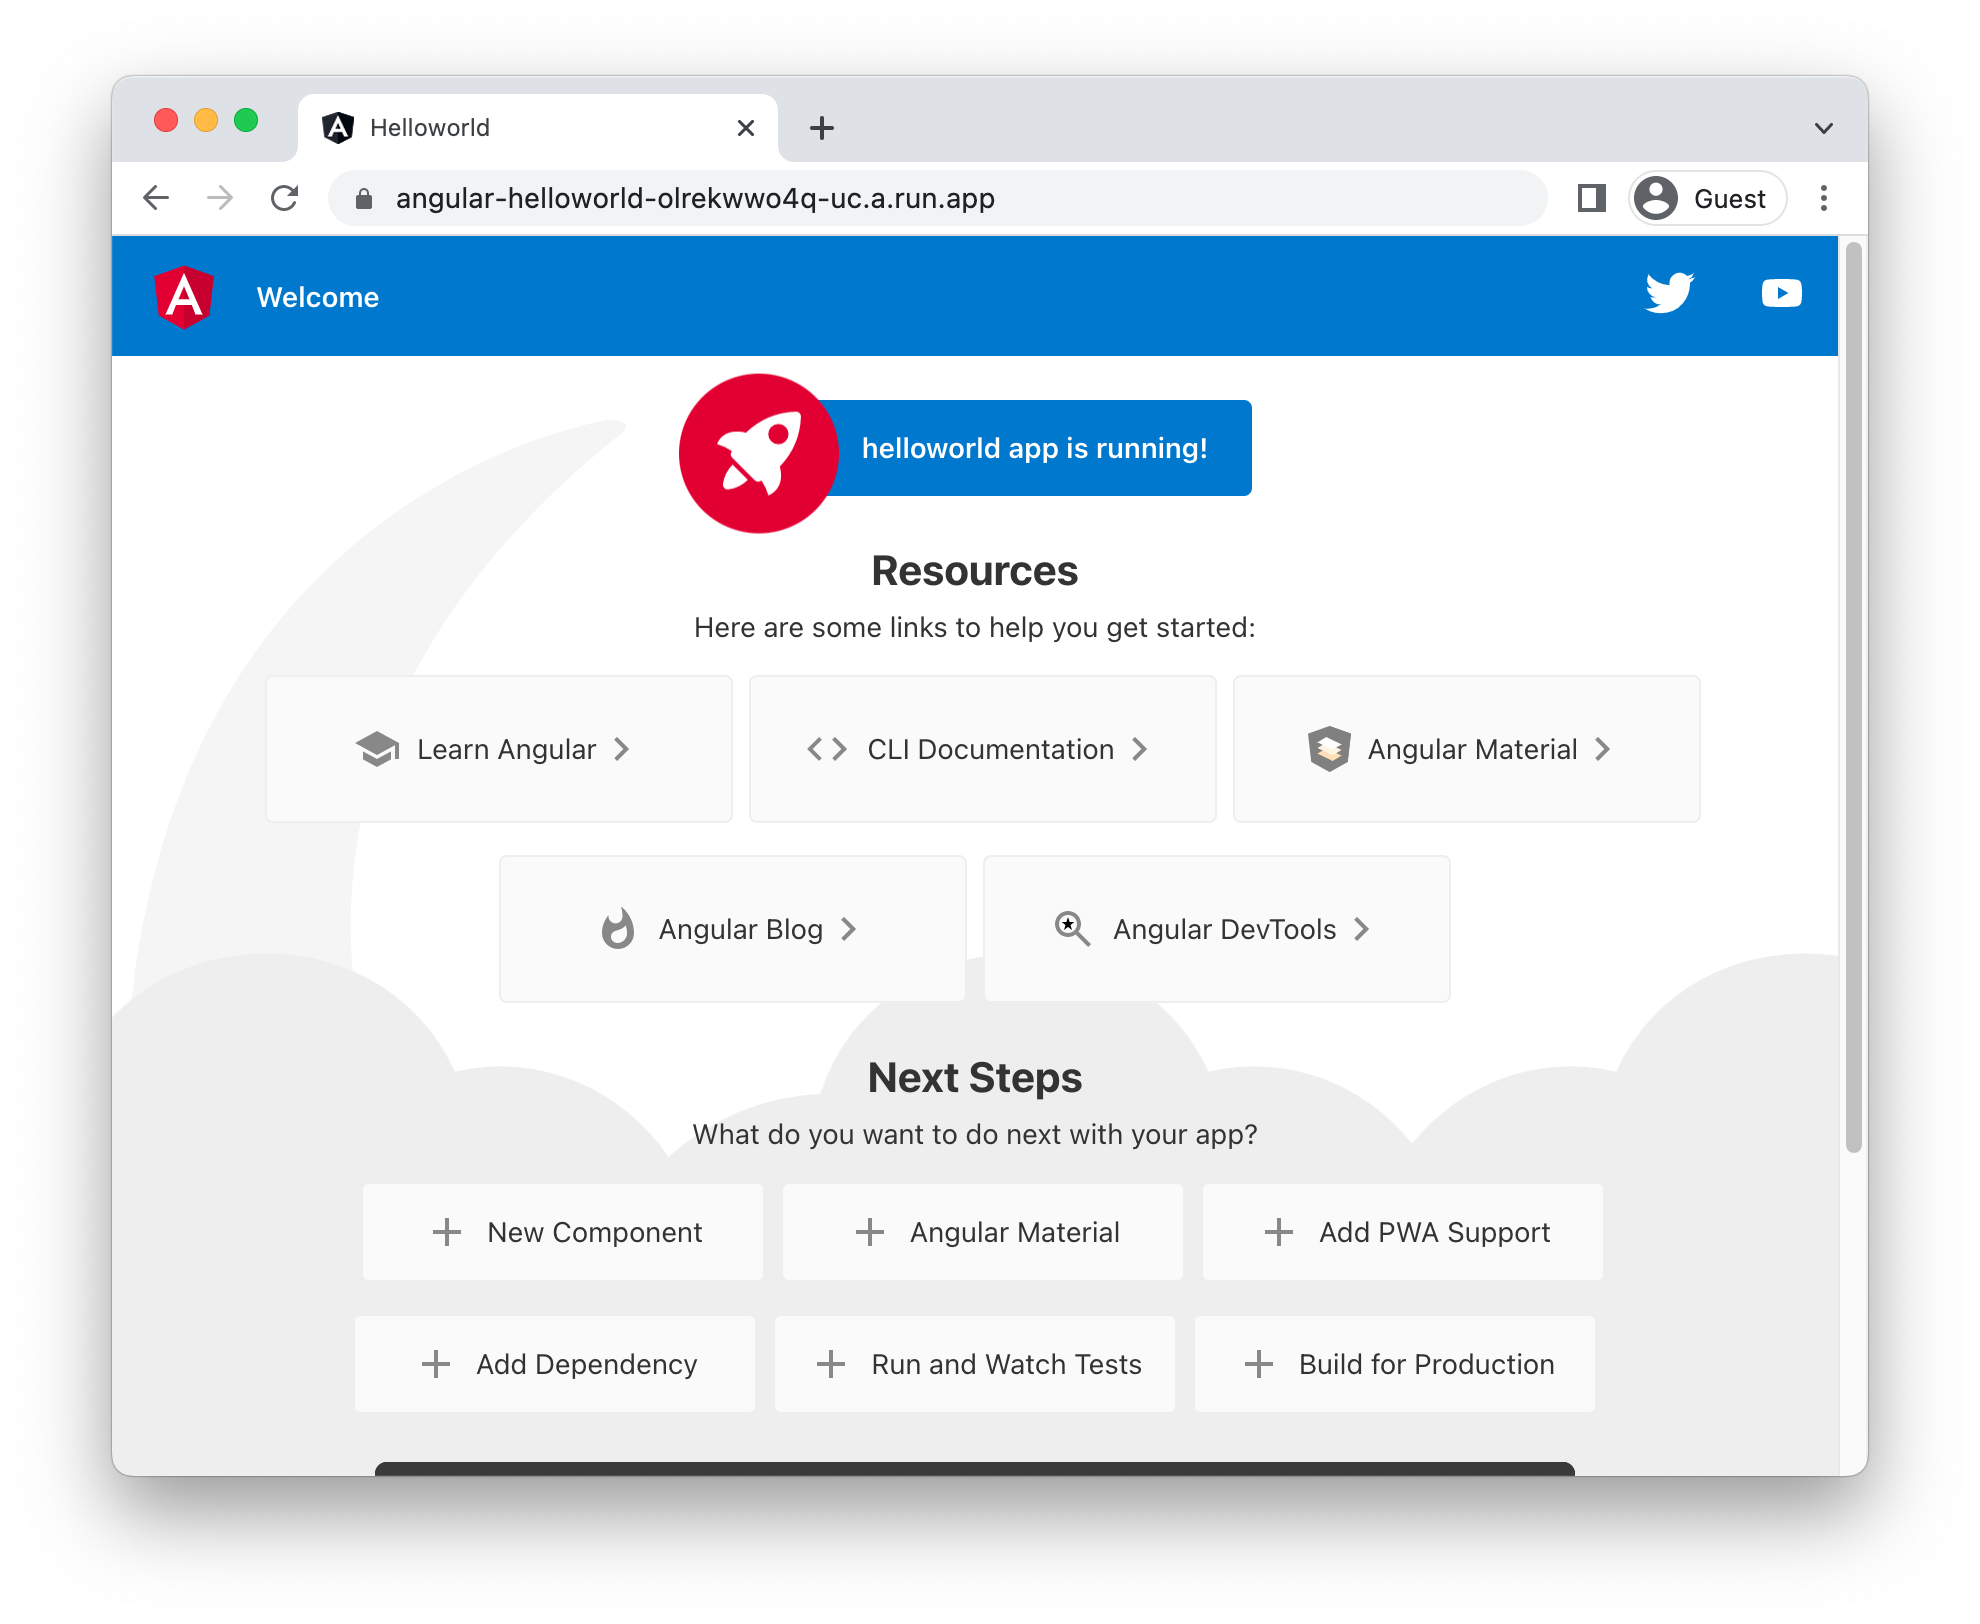 Helloworld
angular-helloworld-olrekwwo4q-uc.a.run.app
Guest
Welcome
helloworld app is running!
Resources
Here are some links to help you get started:
Learn Angular
CLI Documentation
Angular Material
Angular Blog
Angular DevTools
Next Steps
What do you want to do next with your app?
New Component
Angular Material
Add PWA Support
Add Dependency
Run and Watch Tests
Build for Production